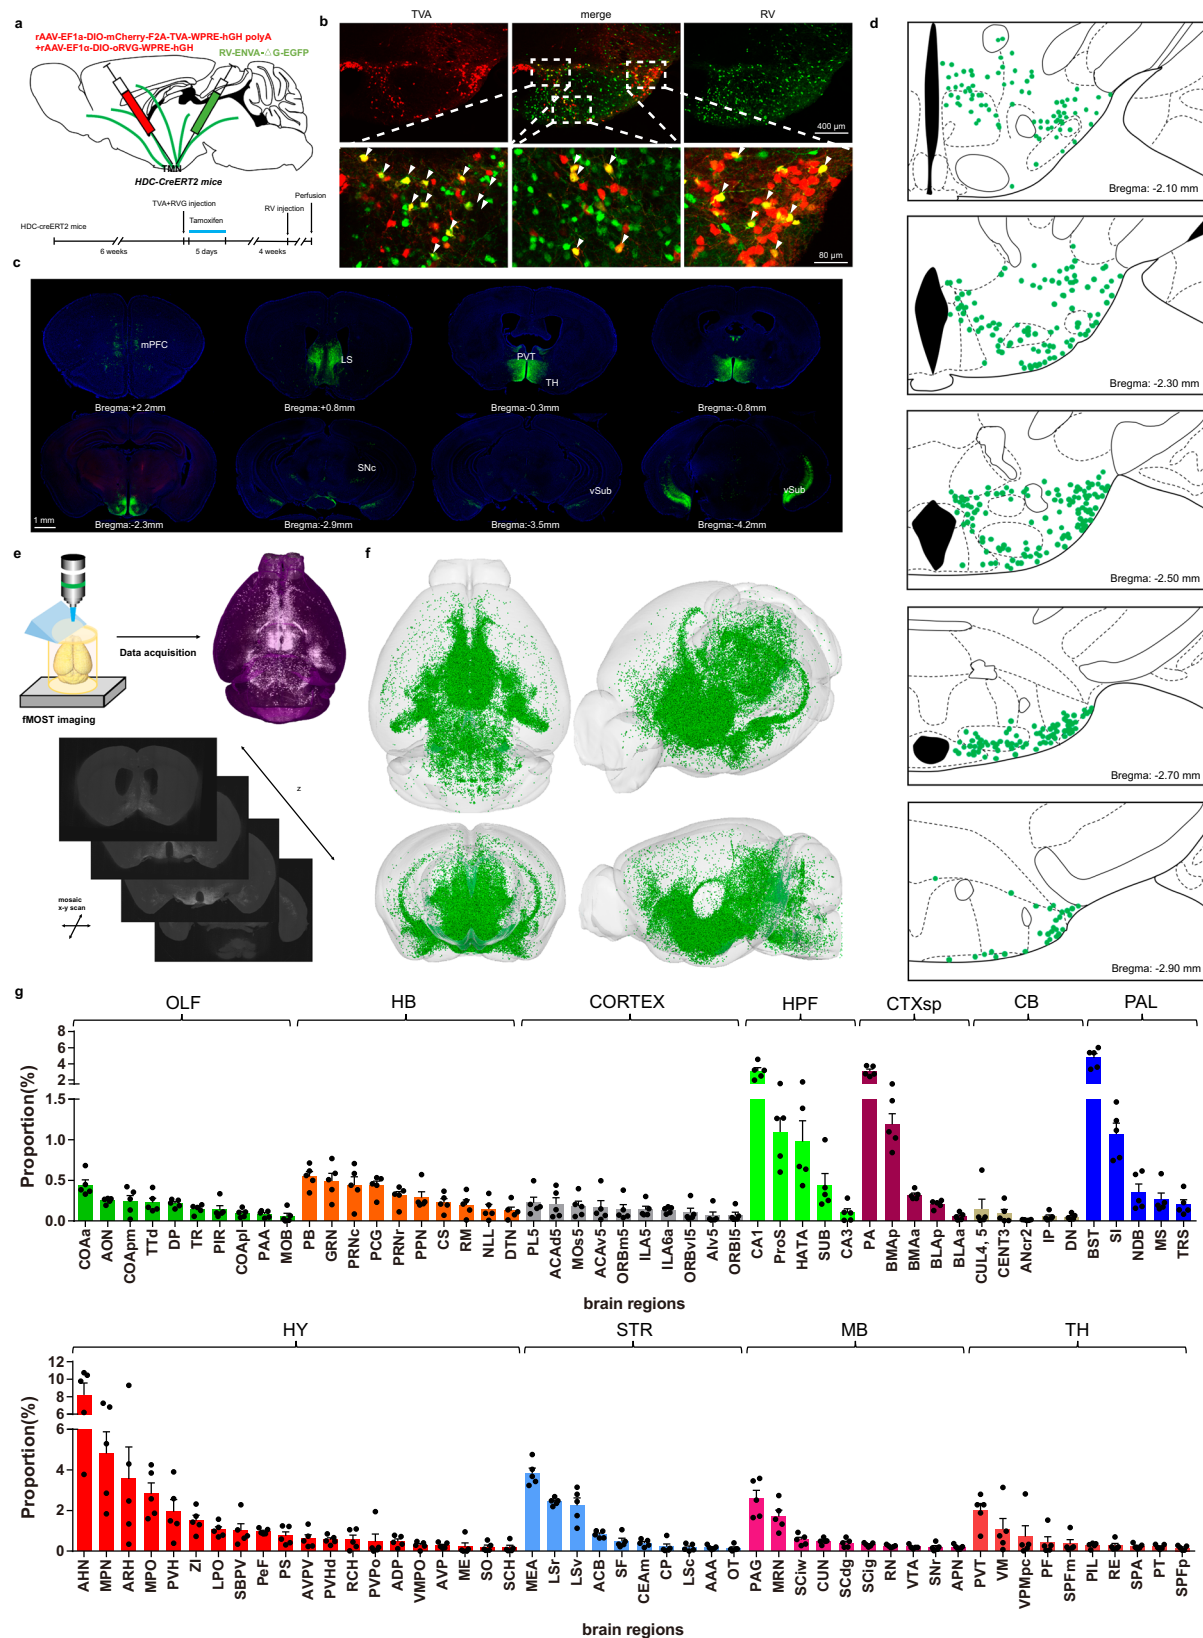 a
rAAV-EF1a-DIO-mCherry-F2A-TVA-WPRE-hGH polyA
+rAAV-EF1α-DIO-oRVG-WPRE-hGH
RV-ENVA-△G-EGFP
TMN
HDC-CreERT2 mice
TVA+RVG injection
Tamoxifen
RV injection
Perfusion
HDC-creERT2 mice
6 weeks
5 days
4 weeks
b
TVA
merge
RV
400 µm
80 µm
c
mPFC
LS
PVT
TH
Bregma:+2.2mm
Bregma:+0.8mm
Bregma:-0.3mm
Bregma:-0.8mm
SNc
vSub
vSub
1 mm
Bregma:-2.3mm
Bregma:-2.9mm
Bregma:-3.5mm
Bregma:-4.2mm
d
Bregma: -2.10 mm
Bregma: -2.30 mm
Bregma: -2.50 mm
Bregma: -2.70 mm
Bregma: -2.90 mm
e
Data acquisition
fMOST imaging
z
mosaic
x-y scan
f
g
OLF HB CORTEX HPF CTXsp CB PAL
Proportion(%)
8
6
4
2
1.5
1.0
0.5
0.0
COAa AON COApm TTd DP TR PIR COApl PAA MOB PB GRN PRNc PCG PRNr PPN CS RM NLL DTN PL5 ACAd5 MOs5 ACAv5 ORBm5 ILA5 ILA6a ORBvl5 AIv5 ORBl5 CA1 ProS HATA SUB CA3 PA BMAp BMAa BLAp BLAa CUL4, 5 CENT3 ANcr2 IP DN BST SI NDB MS TRS
brain regions
HY STR MB TH
Proportion(%)
12
10
8
6
6
4
2
0
AHN MPN ARH MPO PVH ZI LPO SBPV PeF PS AVPV PVHd RCH PVPo ADP VMPO AVP ME SO SCH MEA LSr LSv ACB SF CEAm CP LSc AAA OT PAG MRN SCiw CUN SCdg SCig RN VTA SNr APN PVT VM VPMpc PF SPFm PIL RE SPA PT SPFp
brain regions